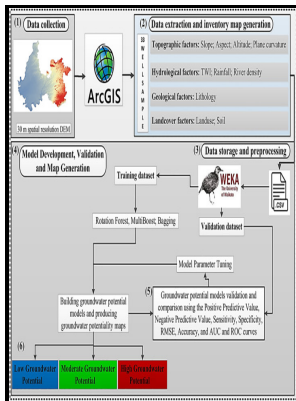 (1) Data collection
30 m spatial resolution DEM
ArcGIS
(2) Data extraction and inventory map generation
WELL SAMPLE
Topographic factors: Slope; Aspect; Altitude; Plane curvature
Hydrological factors: TWI; Rainfall; River density
Geological factors: Lithology
Landcover factors: Landuse; Soil
(4) Model Development, Validation
and Map Generation
(3) Data storage and preprocessing
Training dataset
WEKA
The University
of Waikato
CSV
Rotation Forest, MultiBoost; Bagging
Validation dataset
Model Parameter Tuning
Building groundwater potential
models and producing
groundwater potentiality maps
(5)
Groundwater potential models validation and
comparison using the Positive Predictive Value,
Negative Predictive Value, Sensitivity, Specificity,
RMSE, Accuracy, and AUC and ROC curves
(6)
Low Groundwater
Potential
Moderate Groundwater
Potential
High Groundwater
Potential